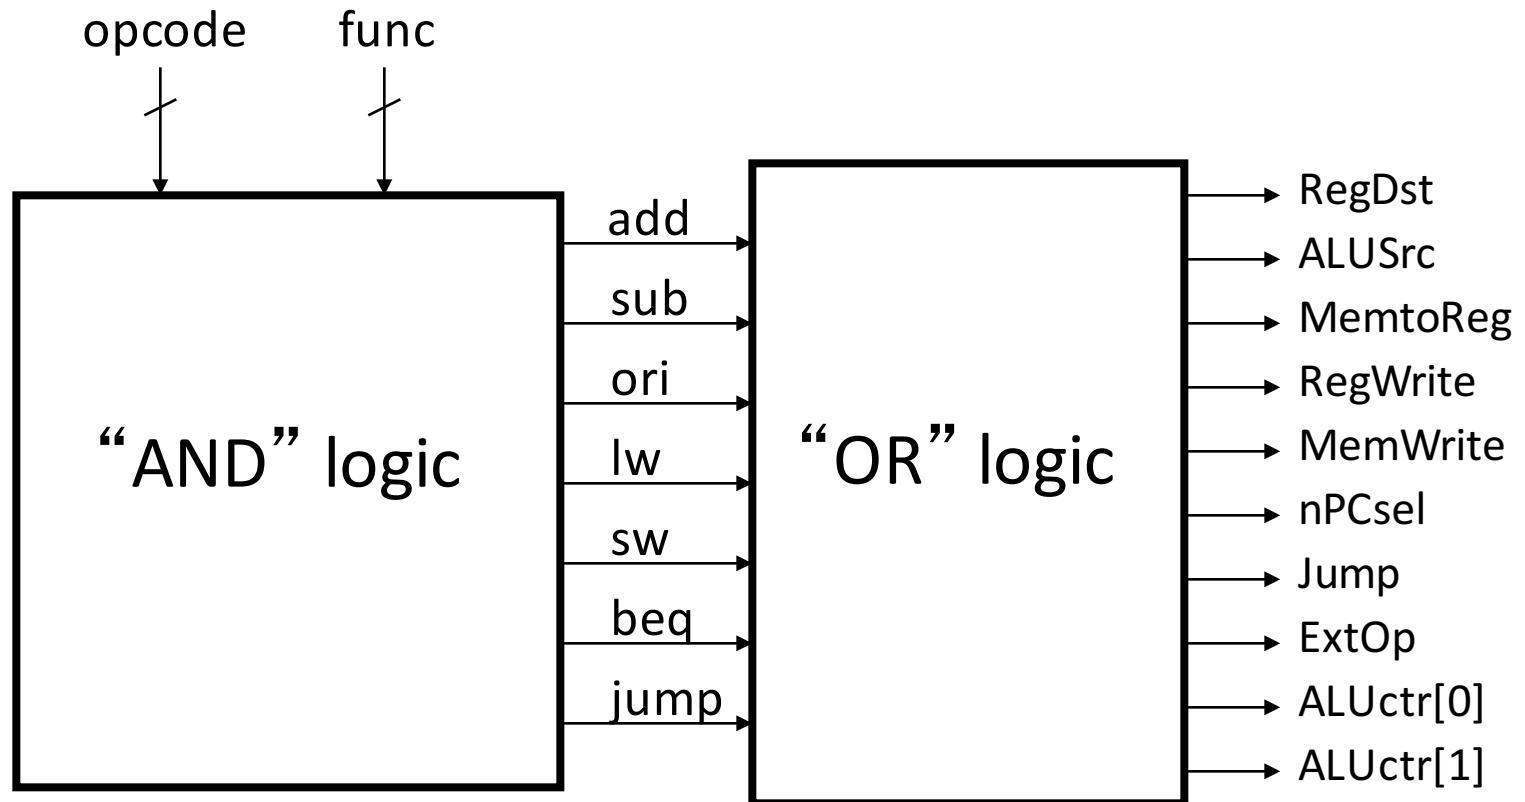 opcode
func
“AND” logic
add
sub
ori
lw
sw
beq
jump
“OR” logic
RegDst
ALUSrc
MemtoReg
RegWrite
MemWrite
nPCsel
Jump
ExtOp
ALUctr[0]
ALUctr[1]